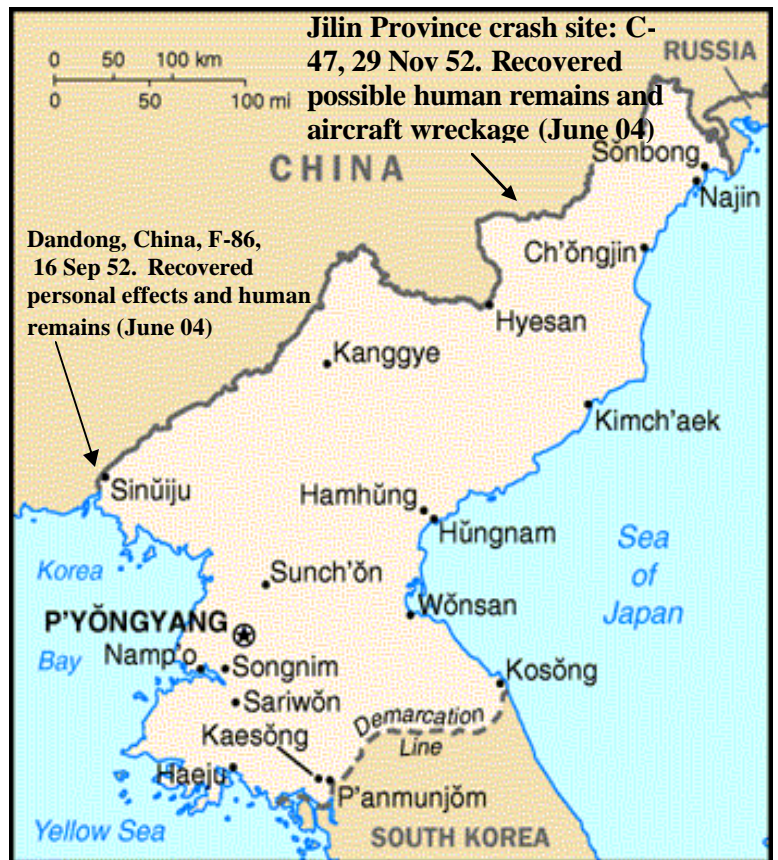 Jilin Province crash site: C-
47, 29 Nov 52. Recovered
possible human remains and
aircraft wreckage (June 04)
RUSSIA
0 50 100 km
0 50 100 mi
CHINA
Sŏnbong
Najin
Dandong, China, F-86,
16 Sep 52. Recovered
personal effects and human
remains (June 04)
Ch'ŏngjin
Hyesan
Kanggye
Kimch'aek
Sinŭiju
Hamhŭng
Hŭngnam
Sea
of
Japan
Korea
Bay
Sunch'ŏn
Wŏnsan
P'YŎNGYANG
Namp'o
Songnim
Kosŏng
Sariwŏn
Demarcation
Line
Kaesŏng
Haeju
P'anmunjŏm
Yellow Sea
SOUTH KOREA